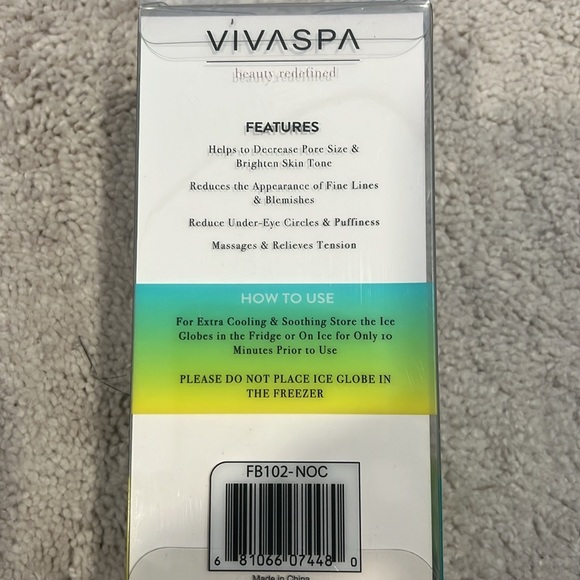 VIVASPA
beauty redefined
FEATURES
Helps to Decrease Pore Size &
Brighten Skin Tone
Reduces the Appearance of Fine Lines
& Blemishes
Reduce Under-Eye Circles & Puffiness
Massages & Relieves Tension
HOW TO USE
For Extra Cooling & Soothing Store the Ice
Globes in the Fridge or On Ice for Only 10
Minutes Prior to Use
PLEASE DO NOT PLACE ICE GLOBE IN
THE FREEZER
FB102-NOC
6 81066 07448 0
Made in China